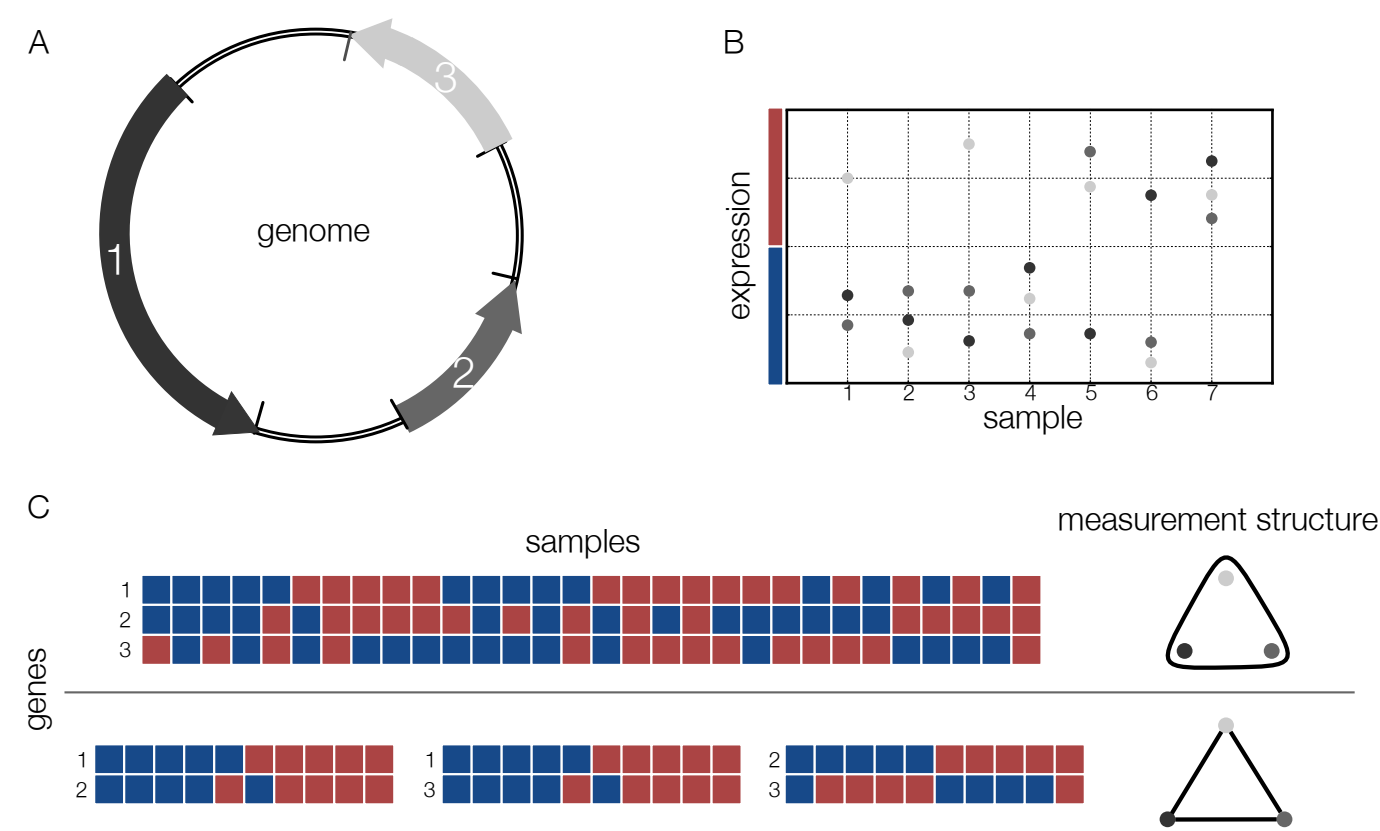 A
3
genome
1
2
B
expression
1 2 3 4 5 6 7
sample
C
measurement structure
samples
1
2
3
genes
1
2
1
3
2
3